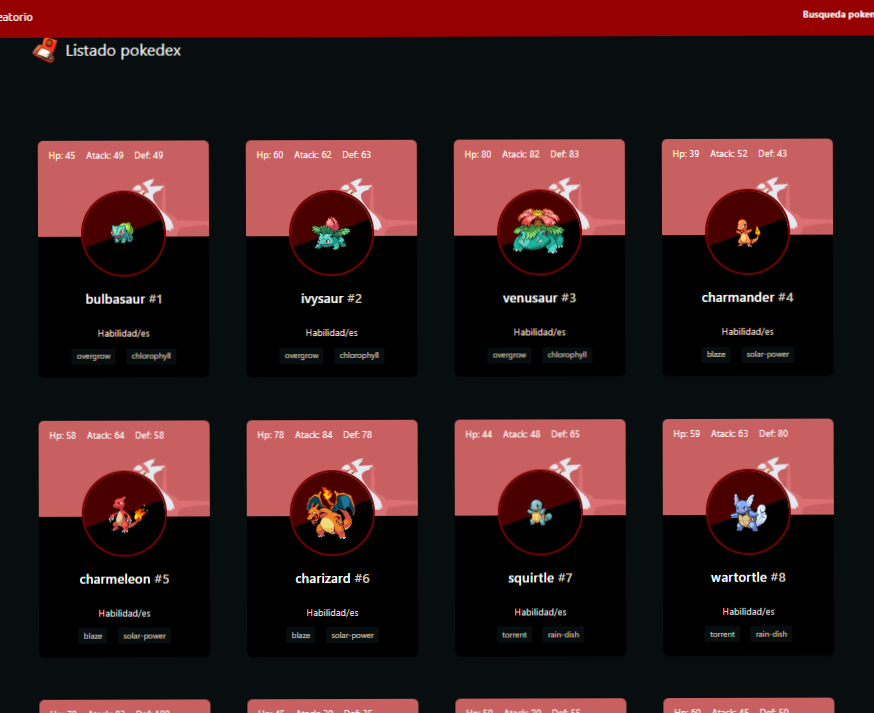 eatorio
Busqueda poken
Listado pokedex
Hp: 45 Atack: 49 Def: 49
bulbasaur #1
Habilidad/es
overgrow chlorophyll
Hp: 60 Atack: 62 Def: 63
ivysaur #2
Habilidad/es
overgrow chlorophyll
Hp: 80 Atack: 82 Def: 83
venusaur #3
Habilidad/es
overgrow chlorophyll
Hp: 39 Atack: 52 Def: 43
charmander #4
Habilidad/es
blaze solar-power
Hp: 58 Atack: 64 Def: 58
charmeleon #5
Habilidad/es
blaze solar-power
Hp: 78 Atack: 84 Def: 78
charizard #6
Habilidad/es
blaze solar-power
Hp: 44 Atack: 48 Def: 65
squirtle #7
Habilidad/es
torrent rain-dish
Hp: 59 Atack: 63 Def: 80
wartortle #8
Habilidad/es
torrent rain-dish